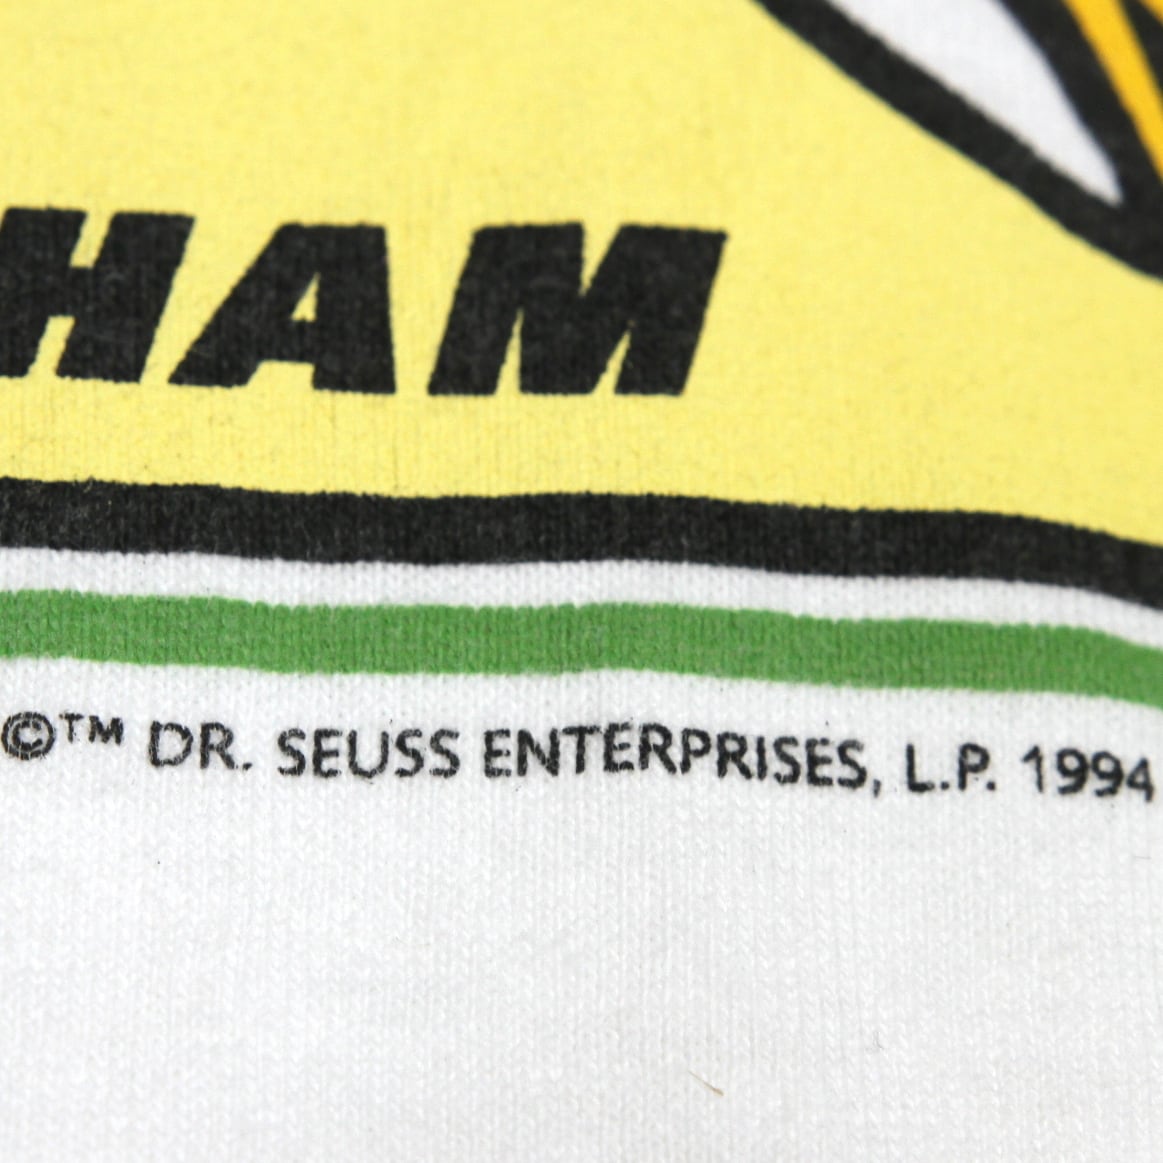 HAM
©™ DR. SEUSS ENTERPRISES, L.P. 1994